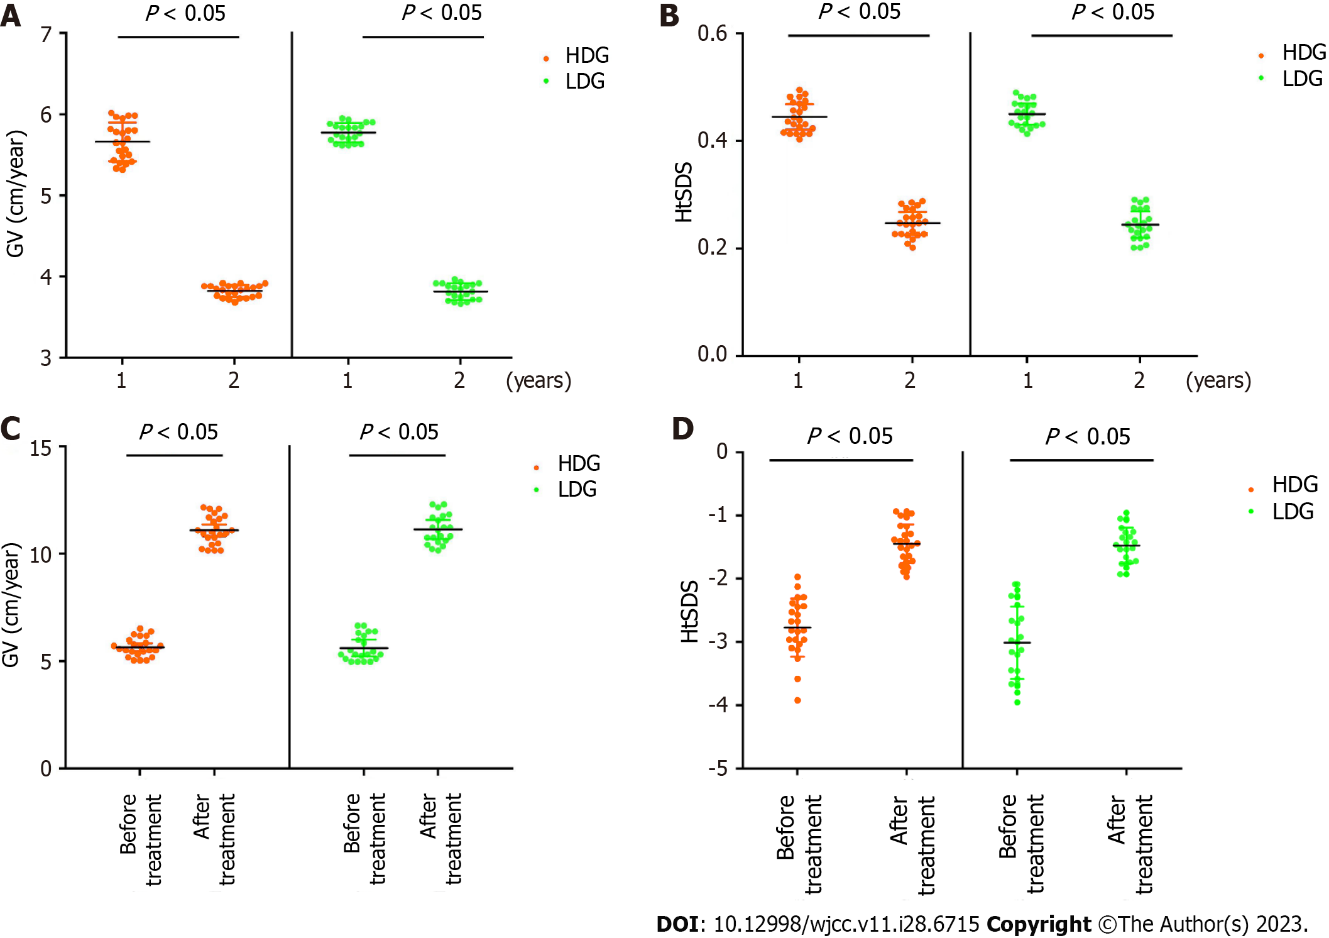 A
P < 0.05
P < 0.05
HDG
LDG
GV (cm/year)
7
6
5
4
3
1
2
1
2
(years)
B
P < 0.05
P < 0.05
HDG
LDG
HtSDS
0.6
0.4
0.2
0.0
1
2
1
2
(years)
C
P < 0.05
P < 0.05
HDG
LDG
GV (cm/year)
15
10
5
0
Before
treatment
After
treatment
Before
treatment
After
treatment
D
P < 0.05
P < 0.05
HDG
LDG
HtSDS
0
-1
-2
-3
-4
-5
Before
treatment
After
treatment
Before
treatment
After
treatment
DOI: 10.12998/wjcc.v11.i28.6715 Copyright ©The Author(s) 2023.